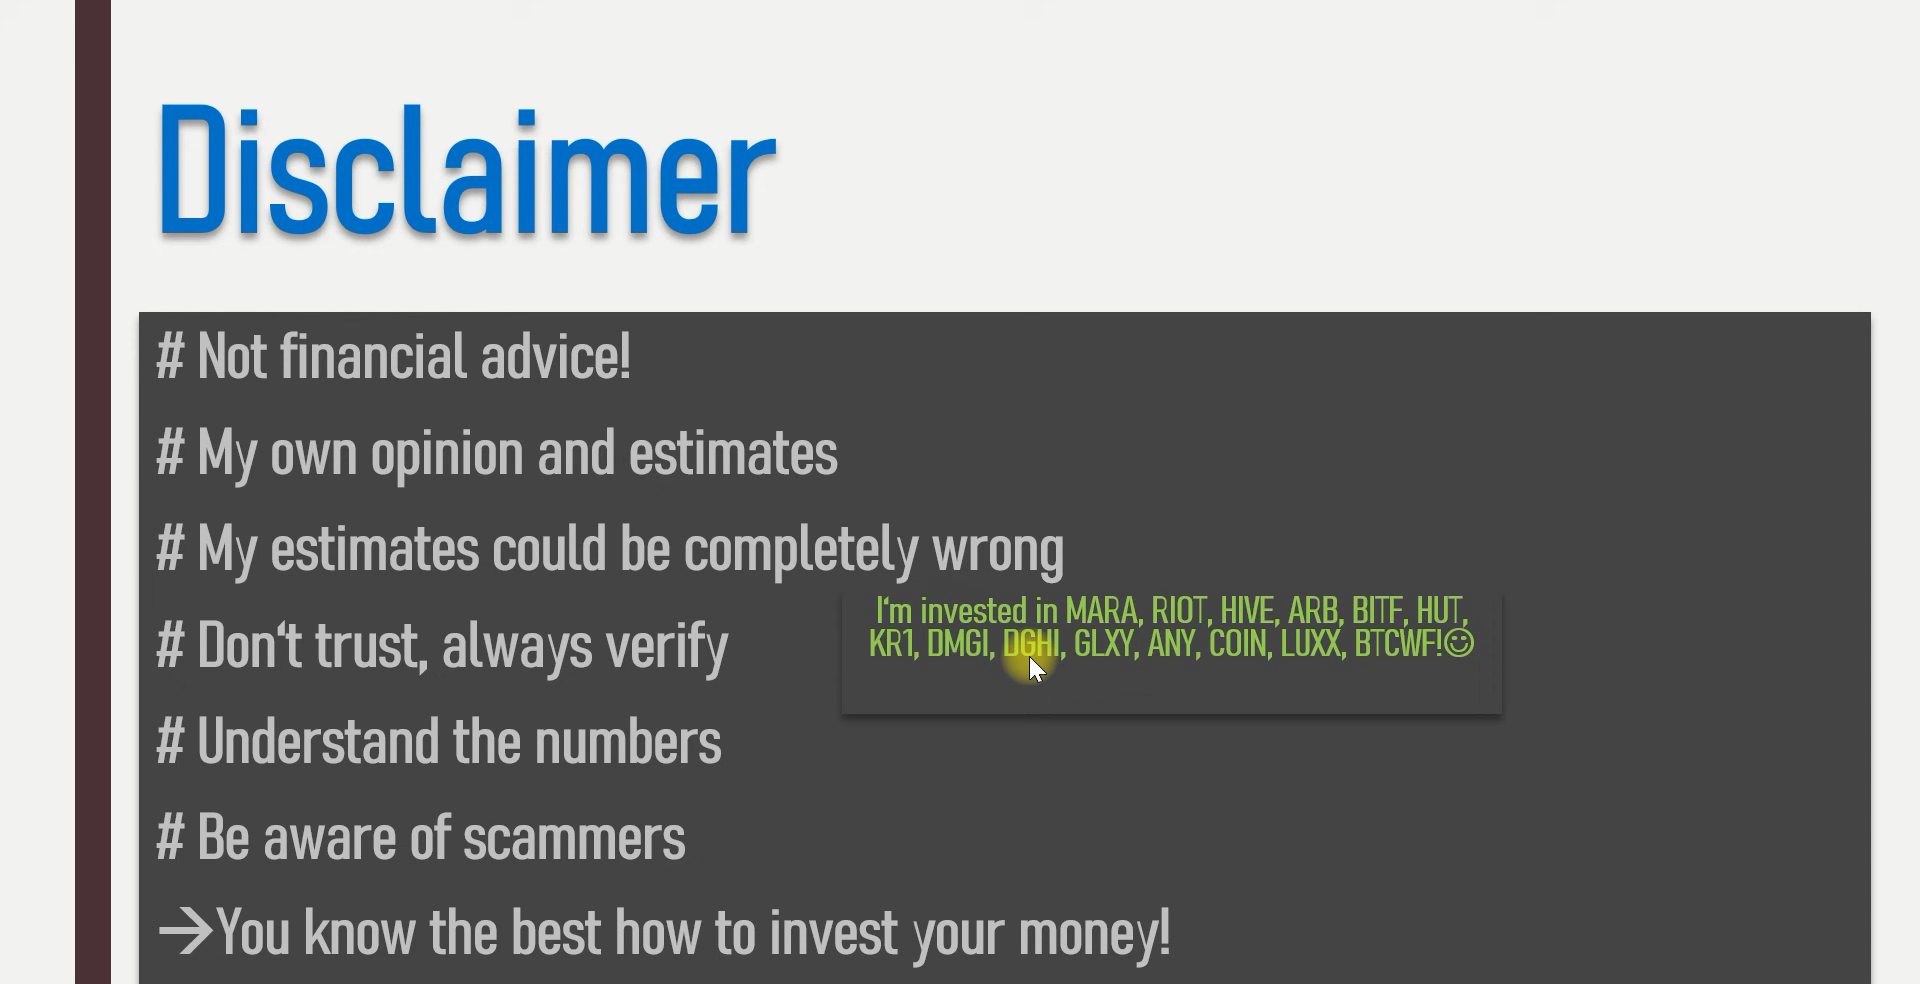 Disclaimer
# Not financial advice!
# My own opinion and estimates
# My estimates could be completely wrong
I‘m invested in MARA, RIOT, HIVE, ARB, BITF, HUT,
KR1, DMGI, DGHI, GLXY, ANY, COIN, LUXX, BTCWF!☺
# Don‘t trust, always verify
# Understand the numbers
# Be aware of scammers
→You know the best how to invest your money!